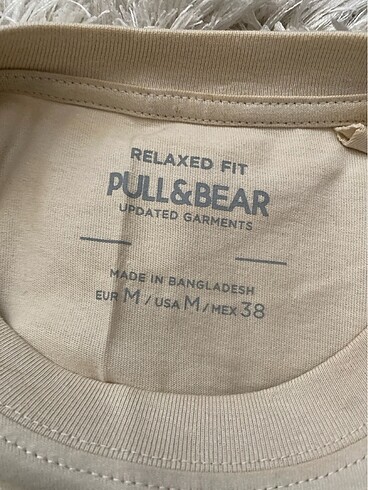 RELAXED FIT
PULL&BEAR
UPDATED GARMENTS
MADE IN BANGLADESH
EUR M / USA M / MEX 38